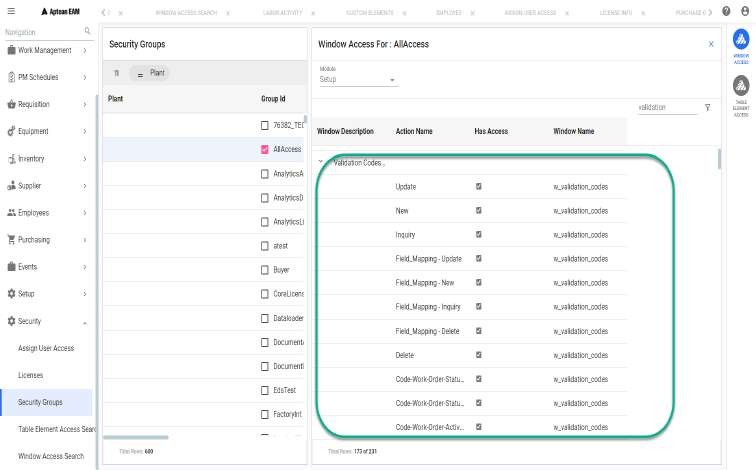 Aptean EAM
WINDOW ACCESS SEARCH
LABOR ACTIVITY
CUSTOM ELEMENTS
EMPLOYEE
ASSIGN USER ACCESS
LICENSE INFO
PURCHASE O
Navigation
Work Management
PM Schedules
Requisition
Equipment
Inventory
Supplier
Employees
Purchasing
Events
Setup
Security
Assign User Access
Licenses
Security Groups
Table Element Access Searc
Window Access Search
Security Groups
Plant
Plant Group Id
76382_TEC
AllAccess
AnalyticsA
AnalyticsD
AnalyticsLi
atest
Buyer
CoraLicens
Dataloader
Documenta
Documenti
EdsTest
FactoryInt
Total Rows: 600
Window Access For : AllAccess
X
Module
Setup
validation
Window Description Action Name Has Access Window Name
Validation Codes...
Update w_validation_codes
New w_validation_codes
Inquiry w_validation_codes
Field_Mapping - Update w_validation_codes
Field_Mapping - New w_validation_codes
Field_Mapping - Inquiry w_validation_codes
Field_Mapping - Delete w_validation_codes
Delete w_validation_codes
Code-Work-Order-Statu... w_validation_codes
Code-Work-Order-Statu... w_validation_codes
Code-Work-Order-Activ... w_validation_codes
Total Rows: 173 of 231
WINDOW
ACCESS
TABLE
ELEMENT
ACCESS